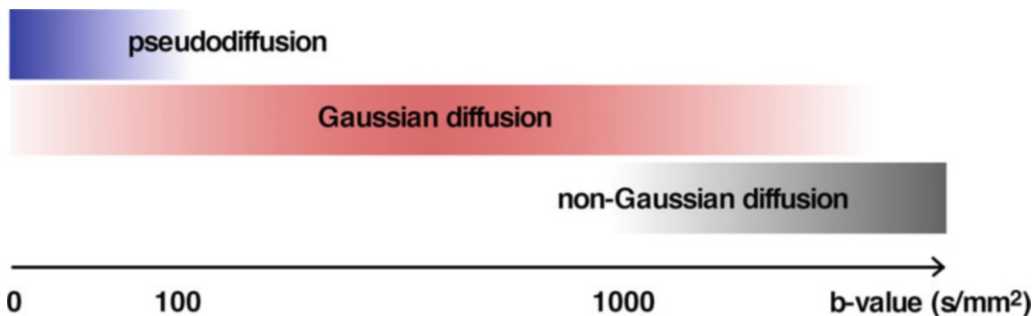 pseudodiffusion
Gaussian diffusion
non-Gaussian diffusion
0 100 1000 b-value (s/mm²)